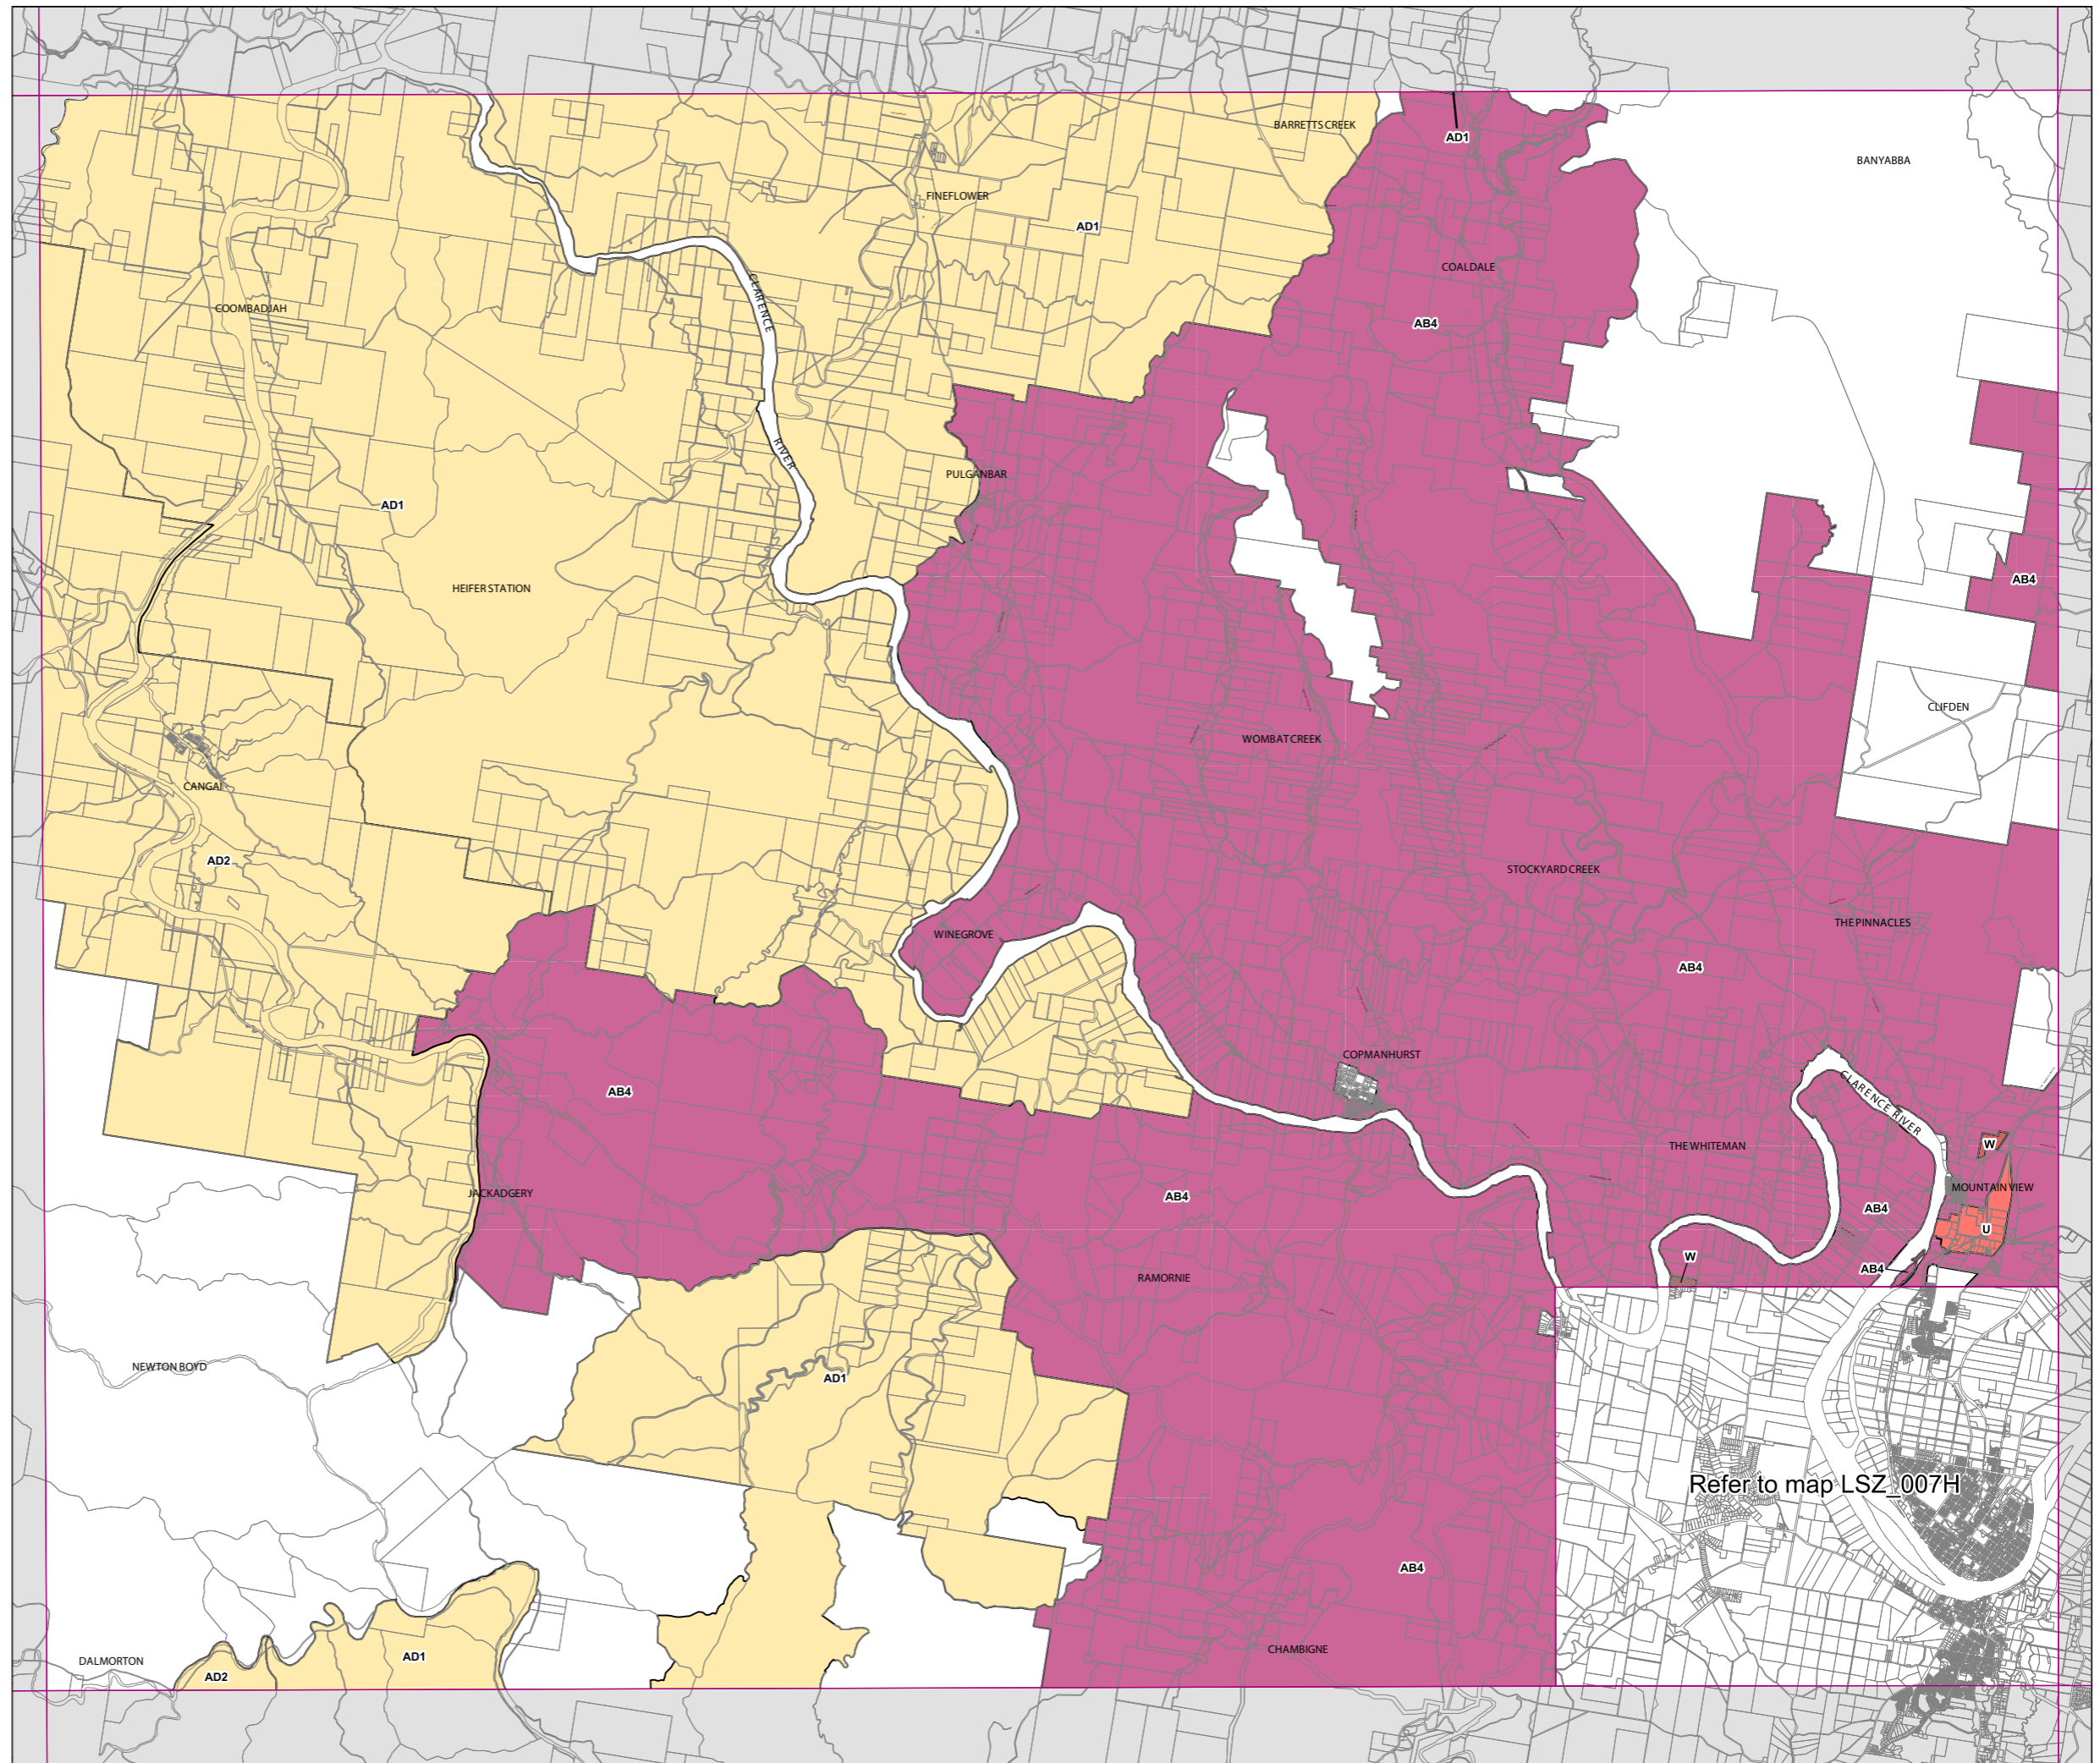 BARRETTS CREEK
AD1
BANYABBA
FINEFLOWER
AD1
COALDALE
CLARENCE
COOMBADJAH
AB4
RIVER
PULGANBAR
AD1
AB4
HEIFER STATION
CLIFDEN
WOMBAT CREEK
CANGAI
AD2
STOCKYARD CREEK
THE PINNACLES
WINEGROVE
AB4
COPMANHURST
AB4
CLARENCE RIVER
W
THE WHITEMAN
MOUNTAIN VIEW
JACKADGERY
AB4
AB4
U
W
AB4
RAMORNIE
NEWTON BOYD
AD1
Refer to map LSZ_007H
AB4
CHAMBIGNE
AD1
DALMORTON
AD2